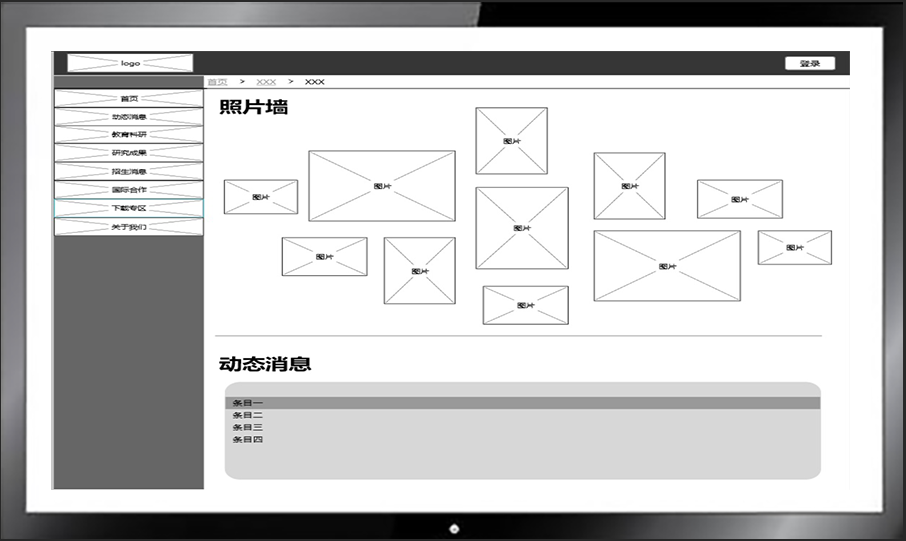 logo
登录
首页 > XXX > XXX
首页
动态消息
教育科研
研究成果
招生消息
国际合作
下载专区
关于我们
照片墙
图片
图片
图片
图片
图片
图片
图片
图片
图片
图片
图片
动态消息
条目一
条目二
条目三
条目四